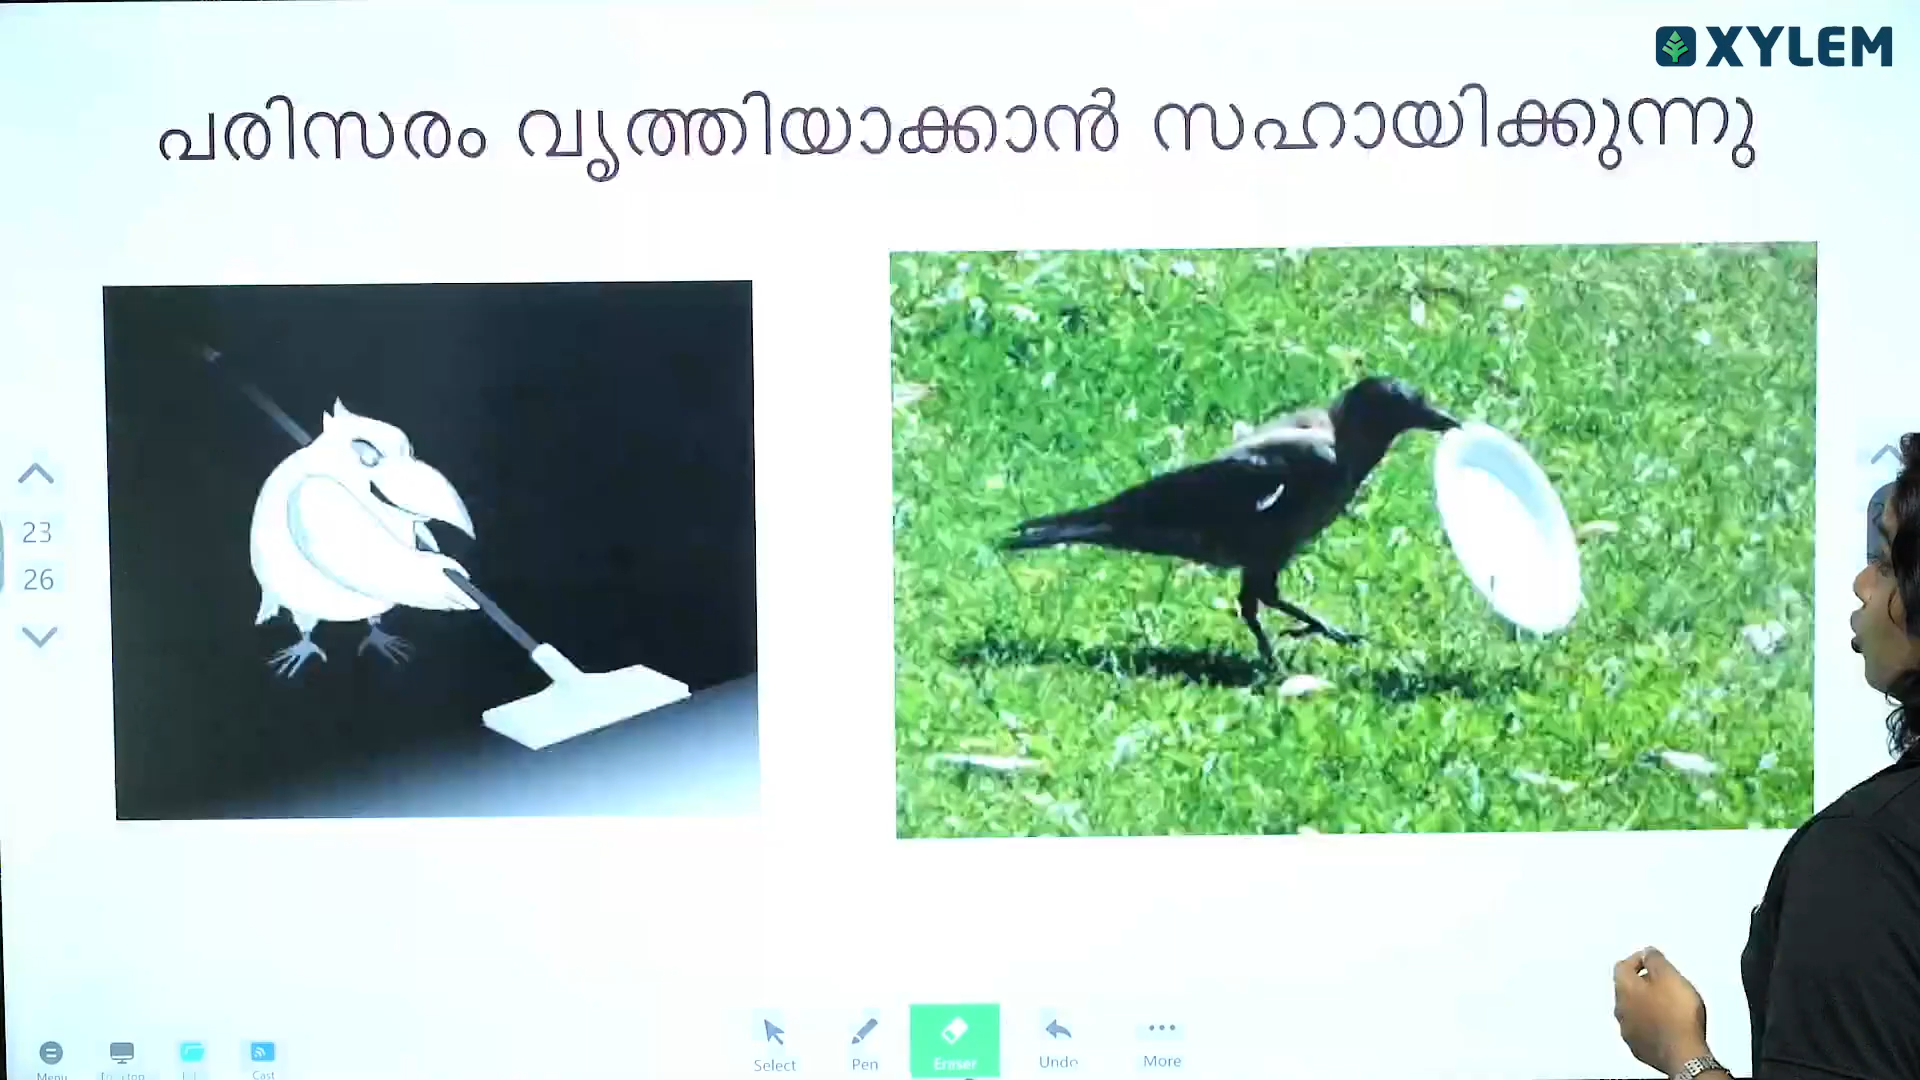 XYLEM
പരിസരം വൃത്തിയാക്കാൻ സഹായിക്കുന്നു
23
26
Select
Pen
Eraser
Undo
More
Menu
Cast